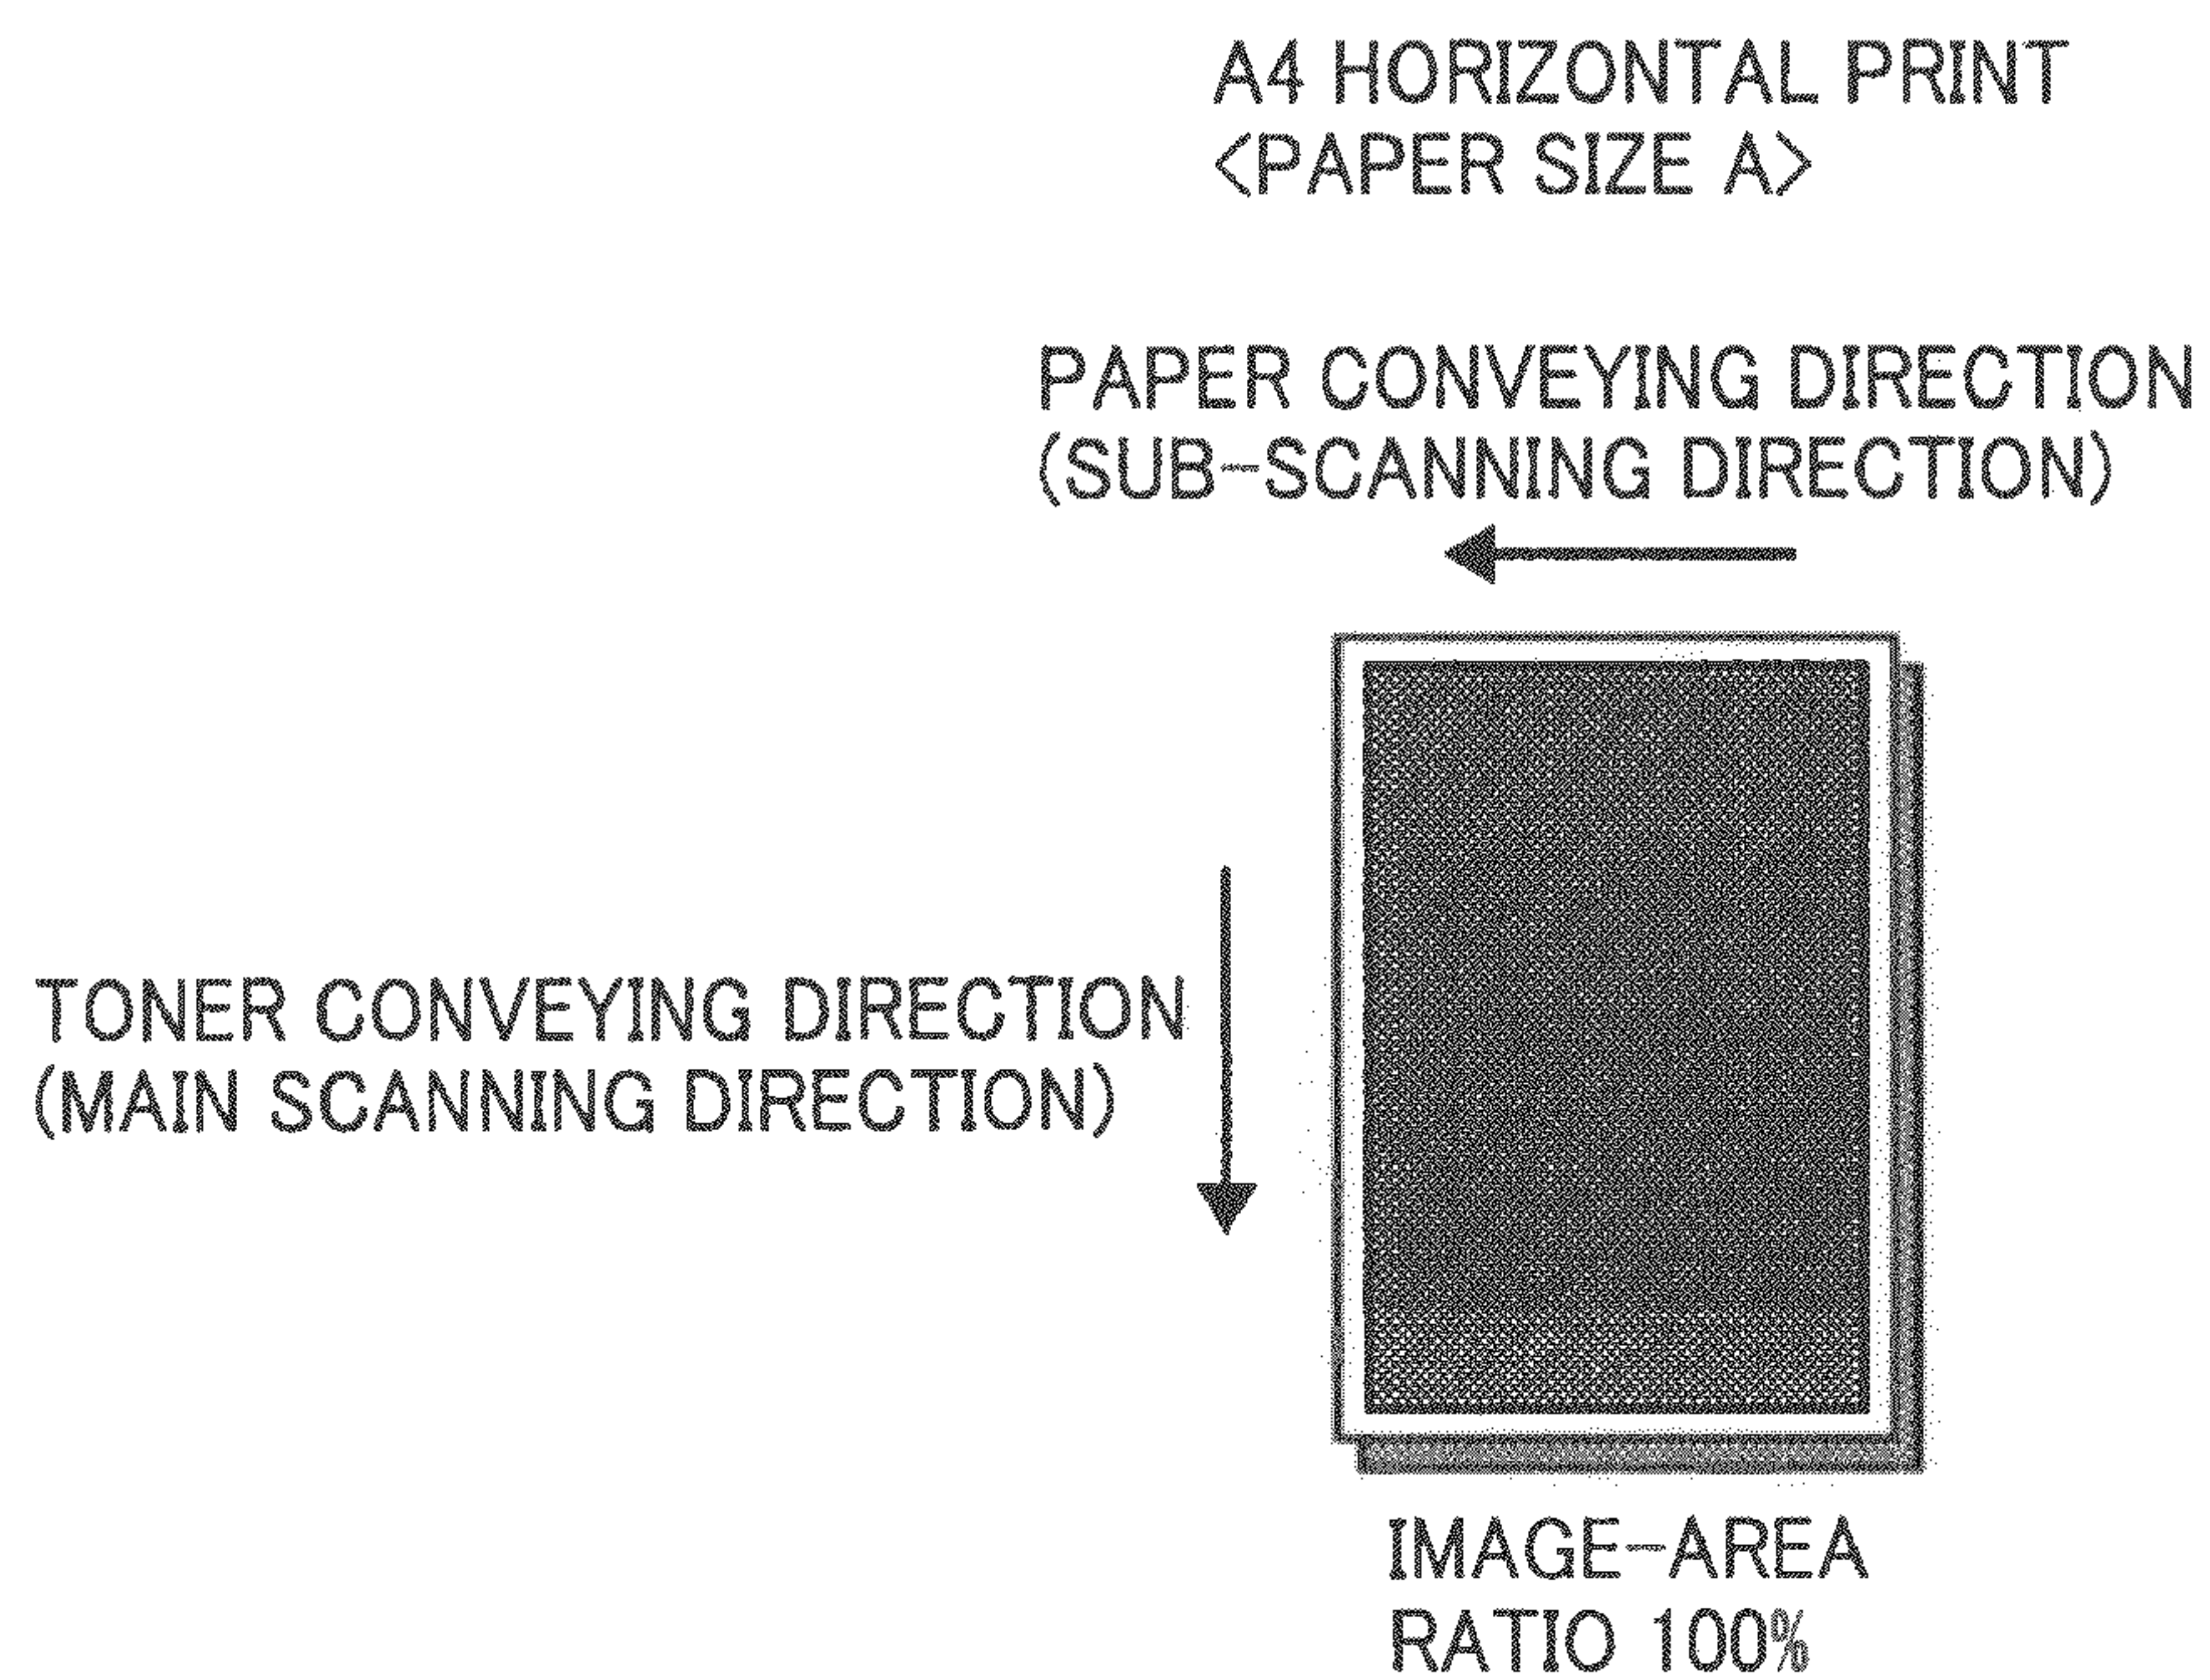 A4 HORIZONTAL PRINT
<PAPER SIZE A>
PAPER CONVEYING DIRECTION
(SUB-SCANNING DIRECTION)
TONER CONVEYING DIRECTION
(MAIN SCANNING DIRECTION)
IMAGE-AREA
RATIO 100%